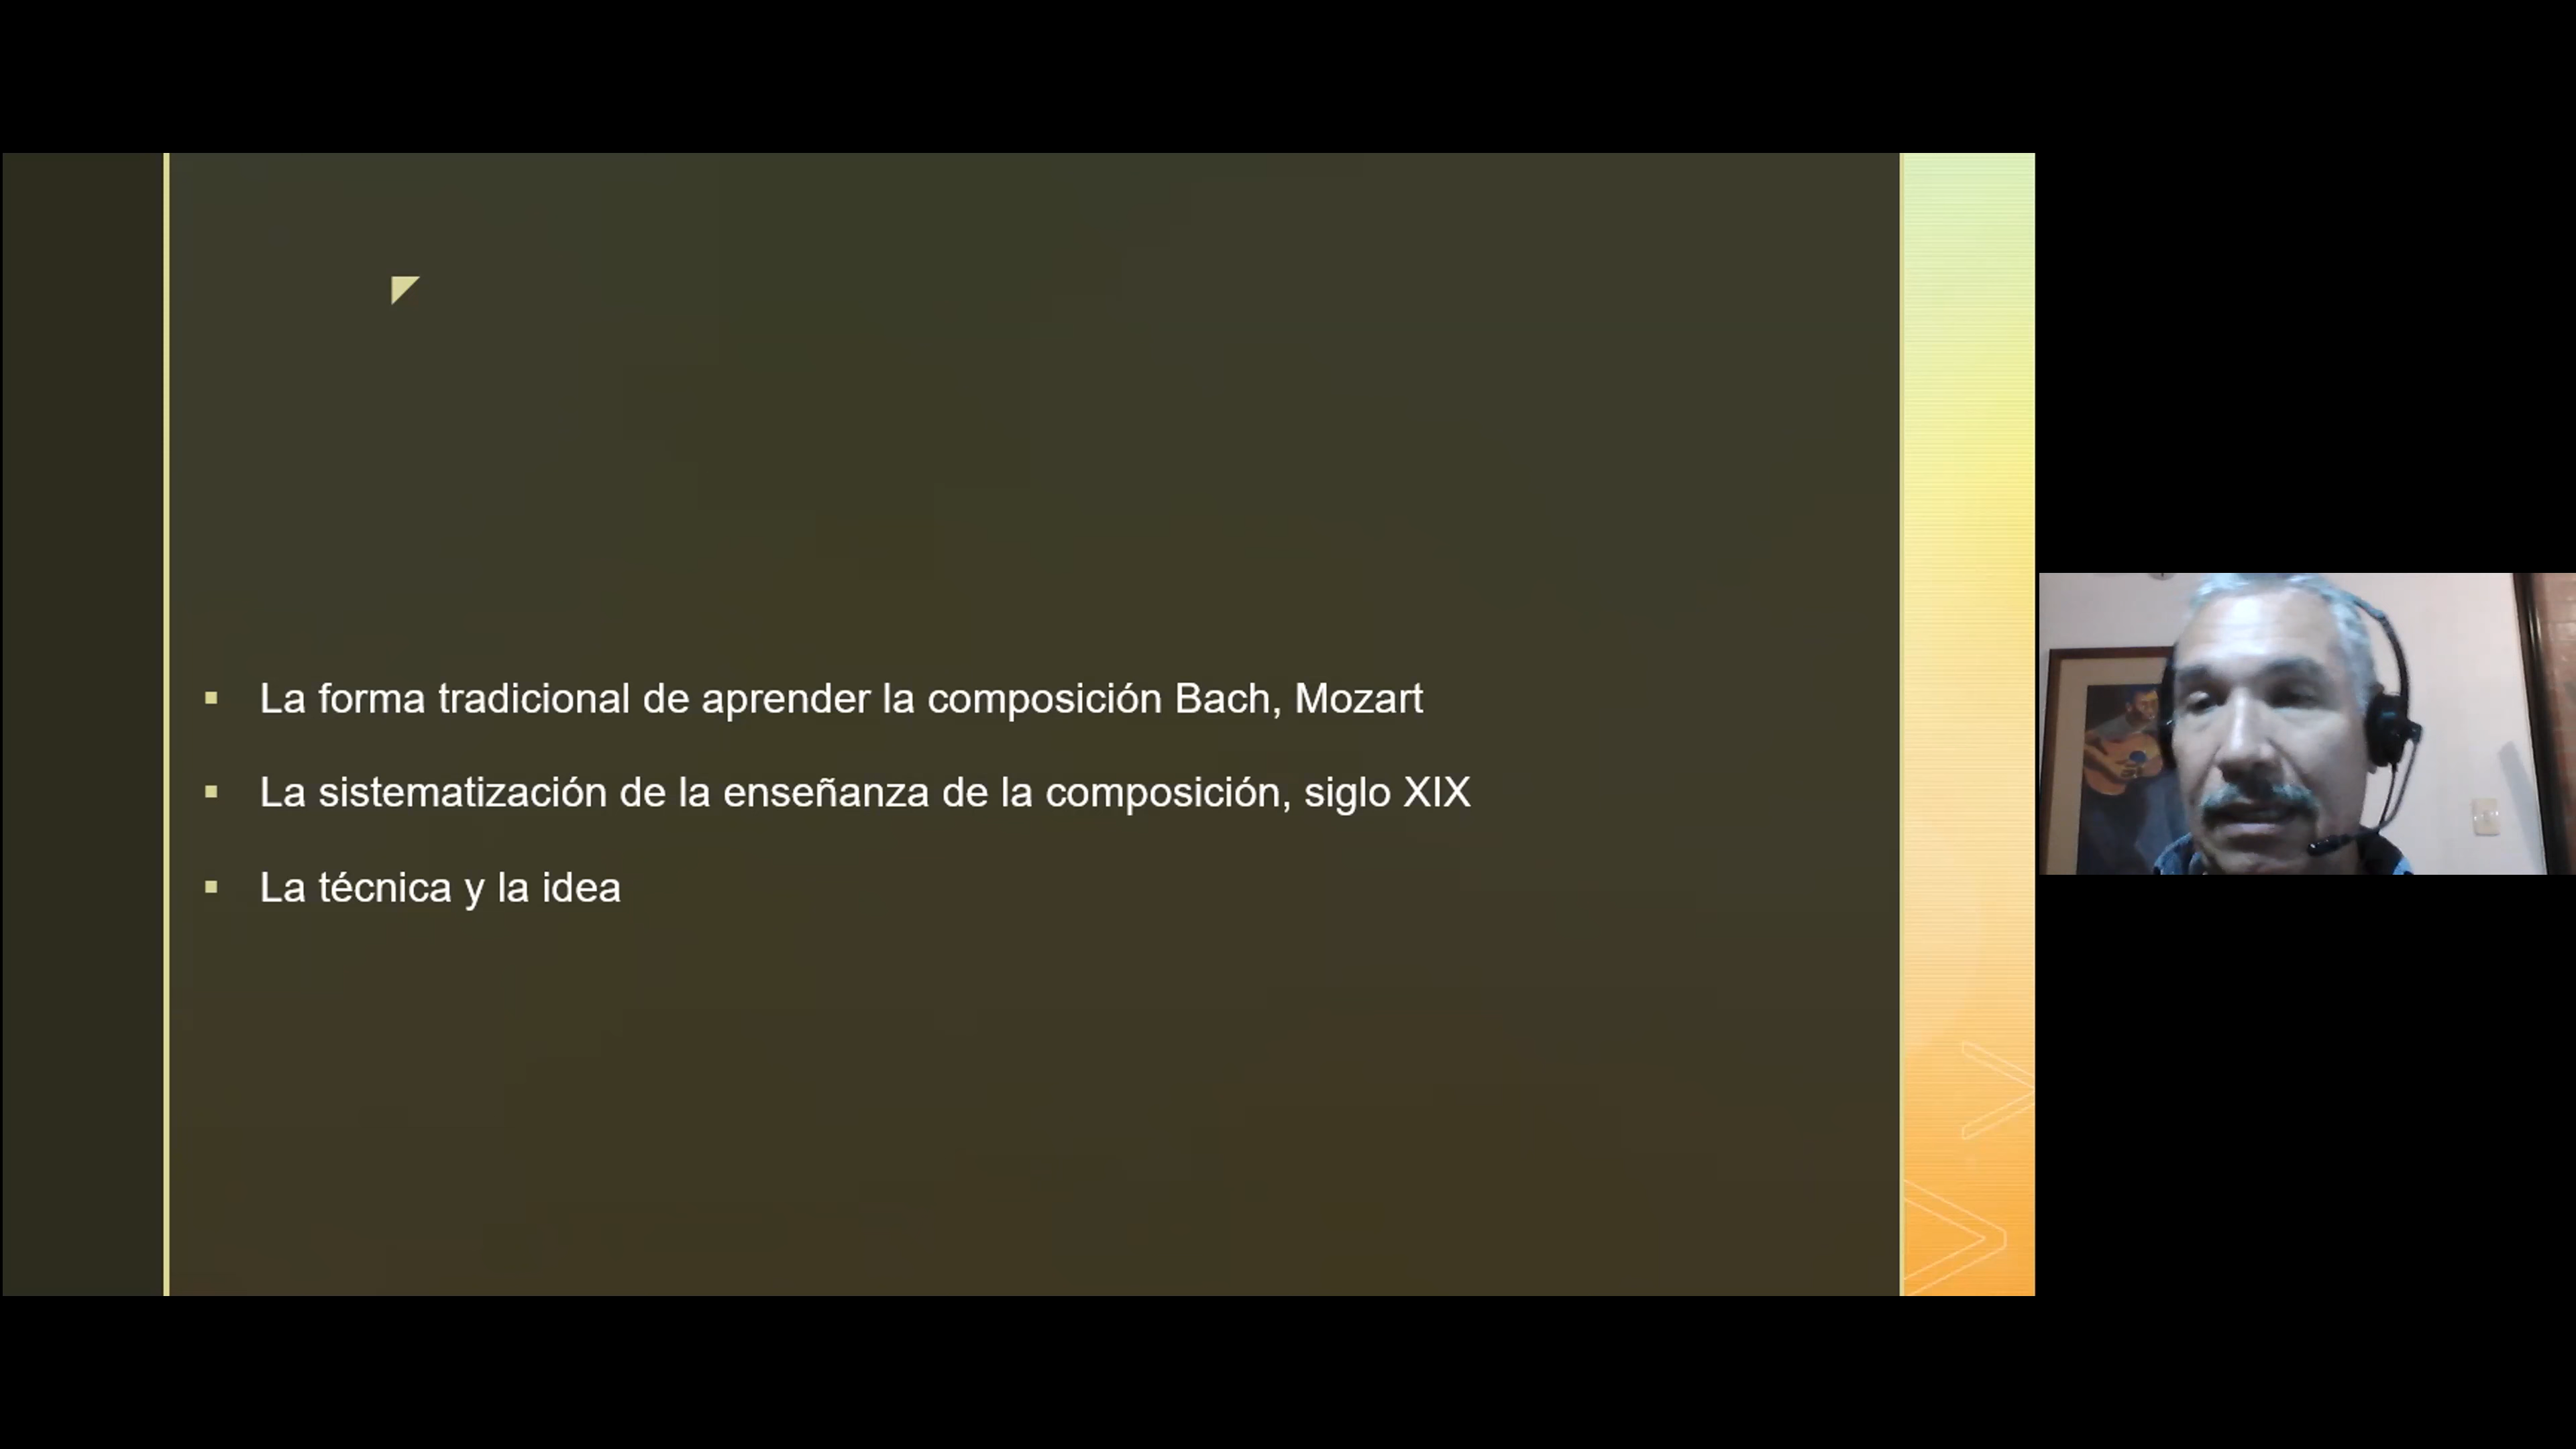 La forma tradicional de aprender la composición Bach, Mozart
La sistematización de la enseñanza de la composición, siglo XIX
La técnica y la idea